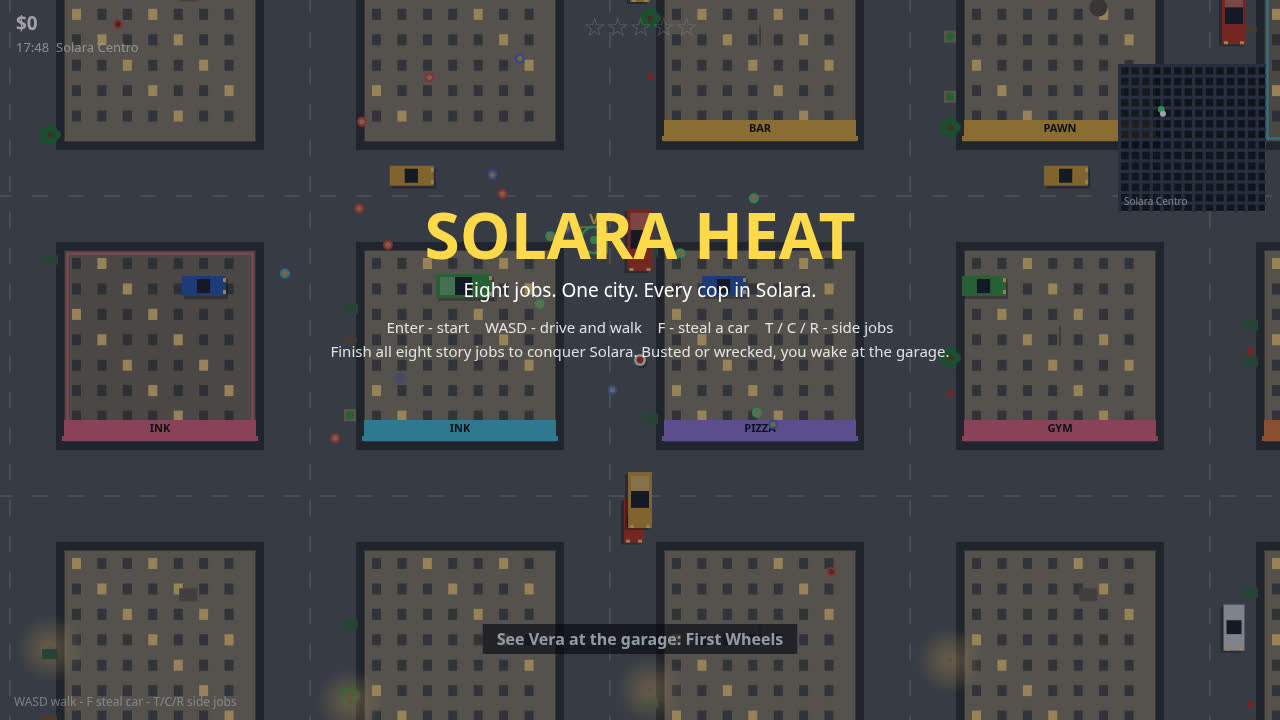 $0
☆☆☆☆☆
17:48 Solara Centro
BAR
PAWN
Solara Centro
SOLARA HEAT
Eight jobs. One city. Every cop in Solara.
Enter - start WASD - drive and walk F - steal a car T / C / R - side jobs
Finish all eight story jobs to conquer Solara. Busted or wrecked, you wake at the garage.
INK
INK
PIZZA
GYM
See Vera at the garage: First Wheels
WASD walk - F steal car - T/C/R side jobs